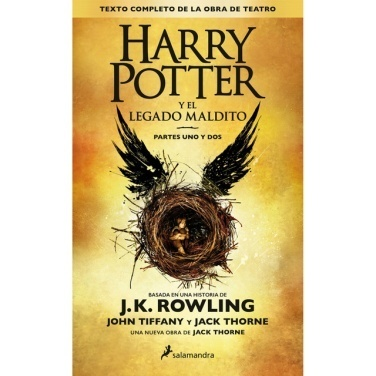 TEXTO COMPLETO DE LA OBRA DE TEATRO
HARRY
POTTER
Y EL
LEGADO MALDITO
PARTES UNO Y DOS
BASADA EN UNA HISTORIA DE
J.K. ROWLING
JOHN TIFFANY Y JACK THORNE
UNA NUEVA OBRA DE JACK THORNE
salamandra